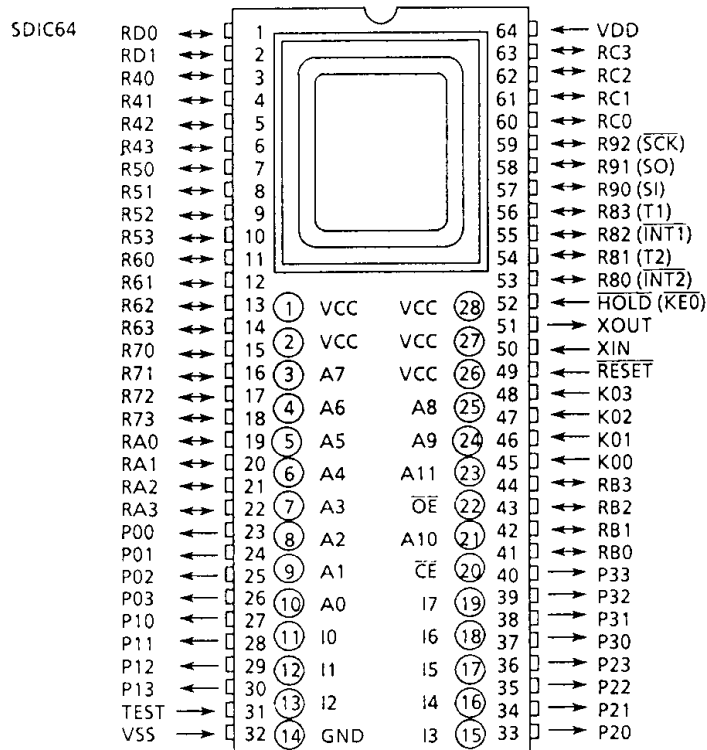 SDIC64
RD0 1 64 VDD
RD1 2 63 RC3
R40 3 62 RC2
R41 4 61 RC1
R42 5 60 RC0
R43 6 59 R92 (SCK)
R50 7 58 R91 (SO)
R51 8 57 R90 (SI)
R52 9 56 R83 (T1)
R53 10 55 R82 (INT1)
R60 11 54 R81 (T2)
R61 12 53 R80 (INT2)
R62 13 1 VCC VCC 28 52 HOLD (KE0)
R63 14 51 XOUT
R70 15 2 VCC VCC 27 50 XIN
R71 16 3 A7 VCC 26 49 RESET
R72 17 48 K03
R73 18 4 A6 A8 25 47 K02
RA0 19 5 A5 A9 24 46 K01
RA1 20 45 K00
RA2 21 6 A4 A11 23 44 RB3
RA3 22 7 A3 OE 22 43 RB2
P00 23 42 RB1
P01 24 8 A2 A10 21 41 RB0
P02 25 9 A1 CE 20 40 P33
P03 26 10 A0 I7 19 39 P32
P10 27 38 P31
P11 28 11 I0 I6 18 37 P30
P12 29 12 I1 I5 17 36 P23
P13 30 35 P22
TEST 31 13 I2 I4 16 34 P21
VSS 32 14 GND I3 15 33 P20